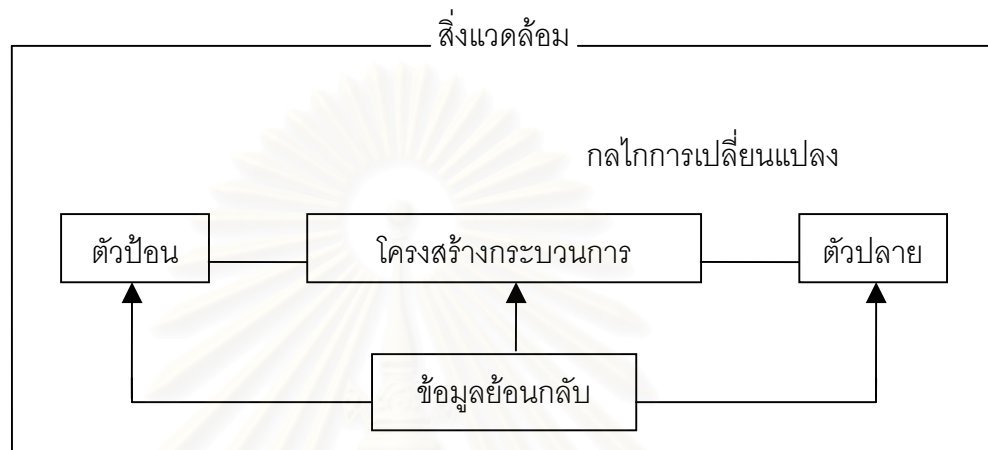 สิ่งแวดล้อม
กลไกการเปลี่ยนแปลง
ตัวป้อน
โครงสร้างกระบวนการ
ตัวปลาย
ข้อมูลย้อนกลับ